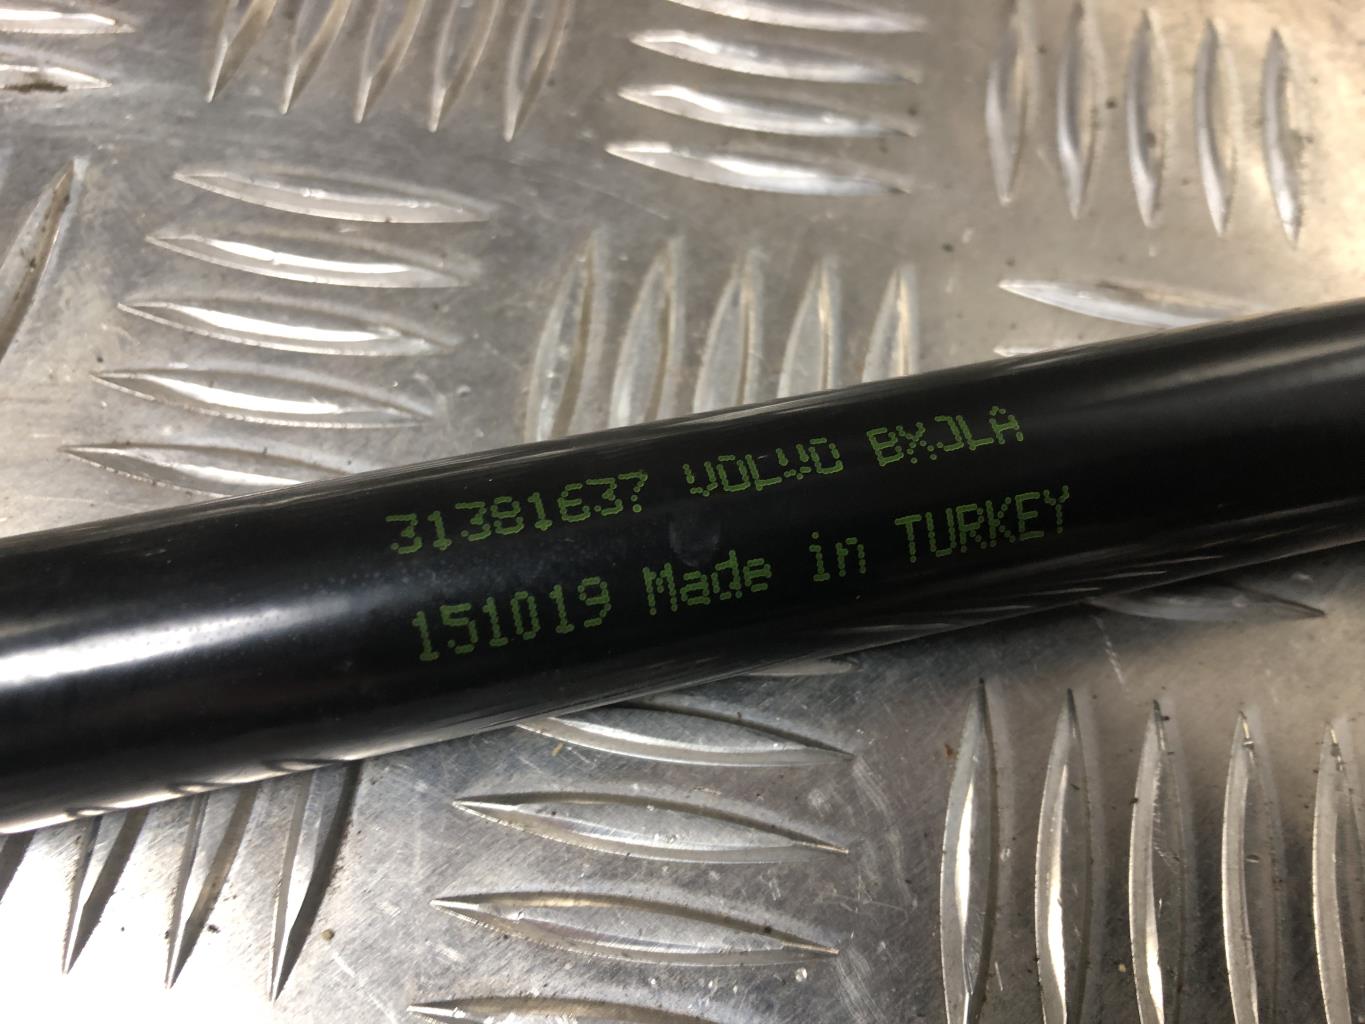 31381637 VOLVO BXJLA
151019 Made in TURKEY